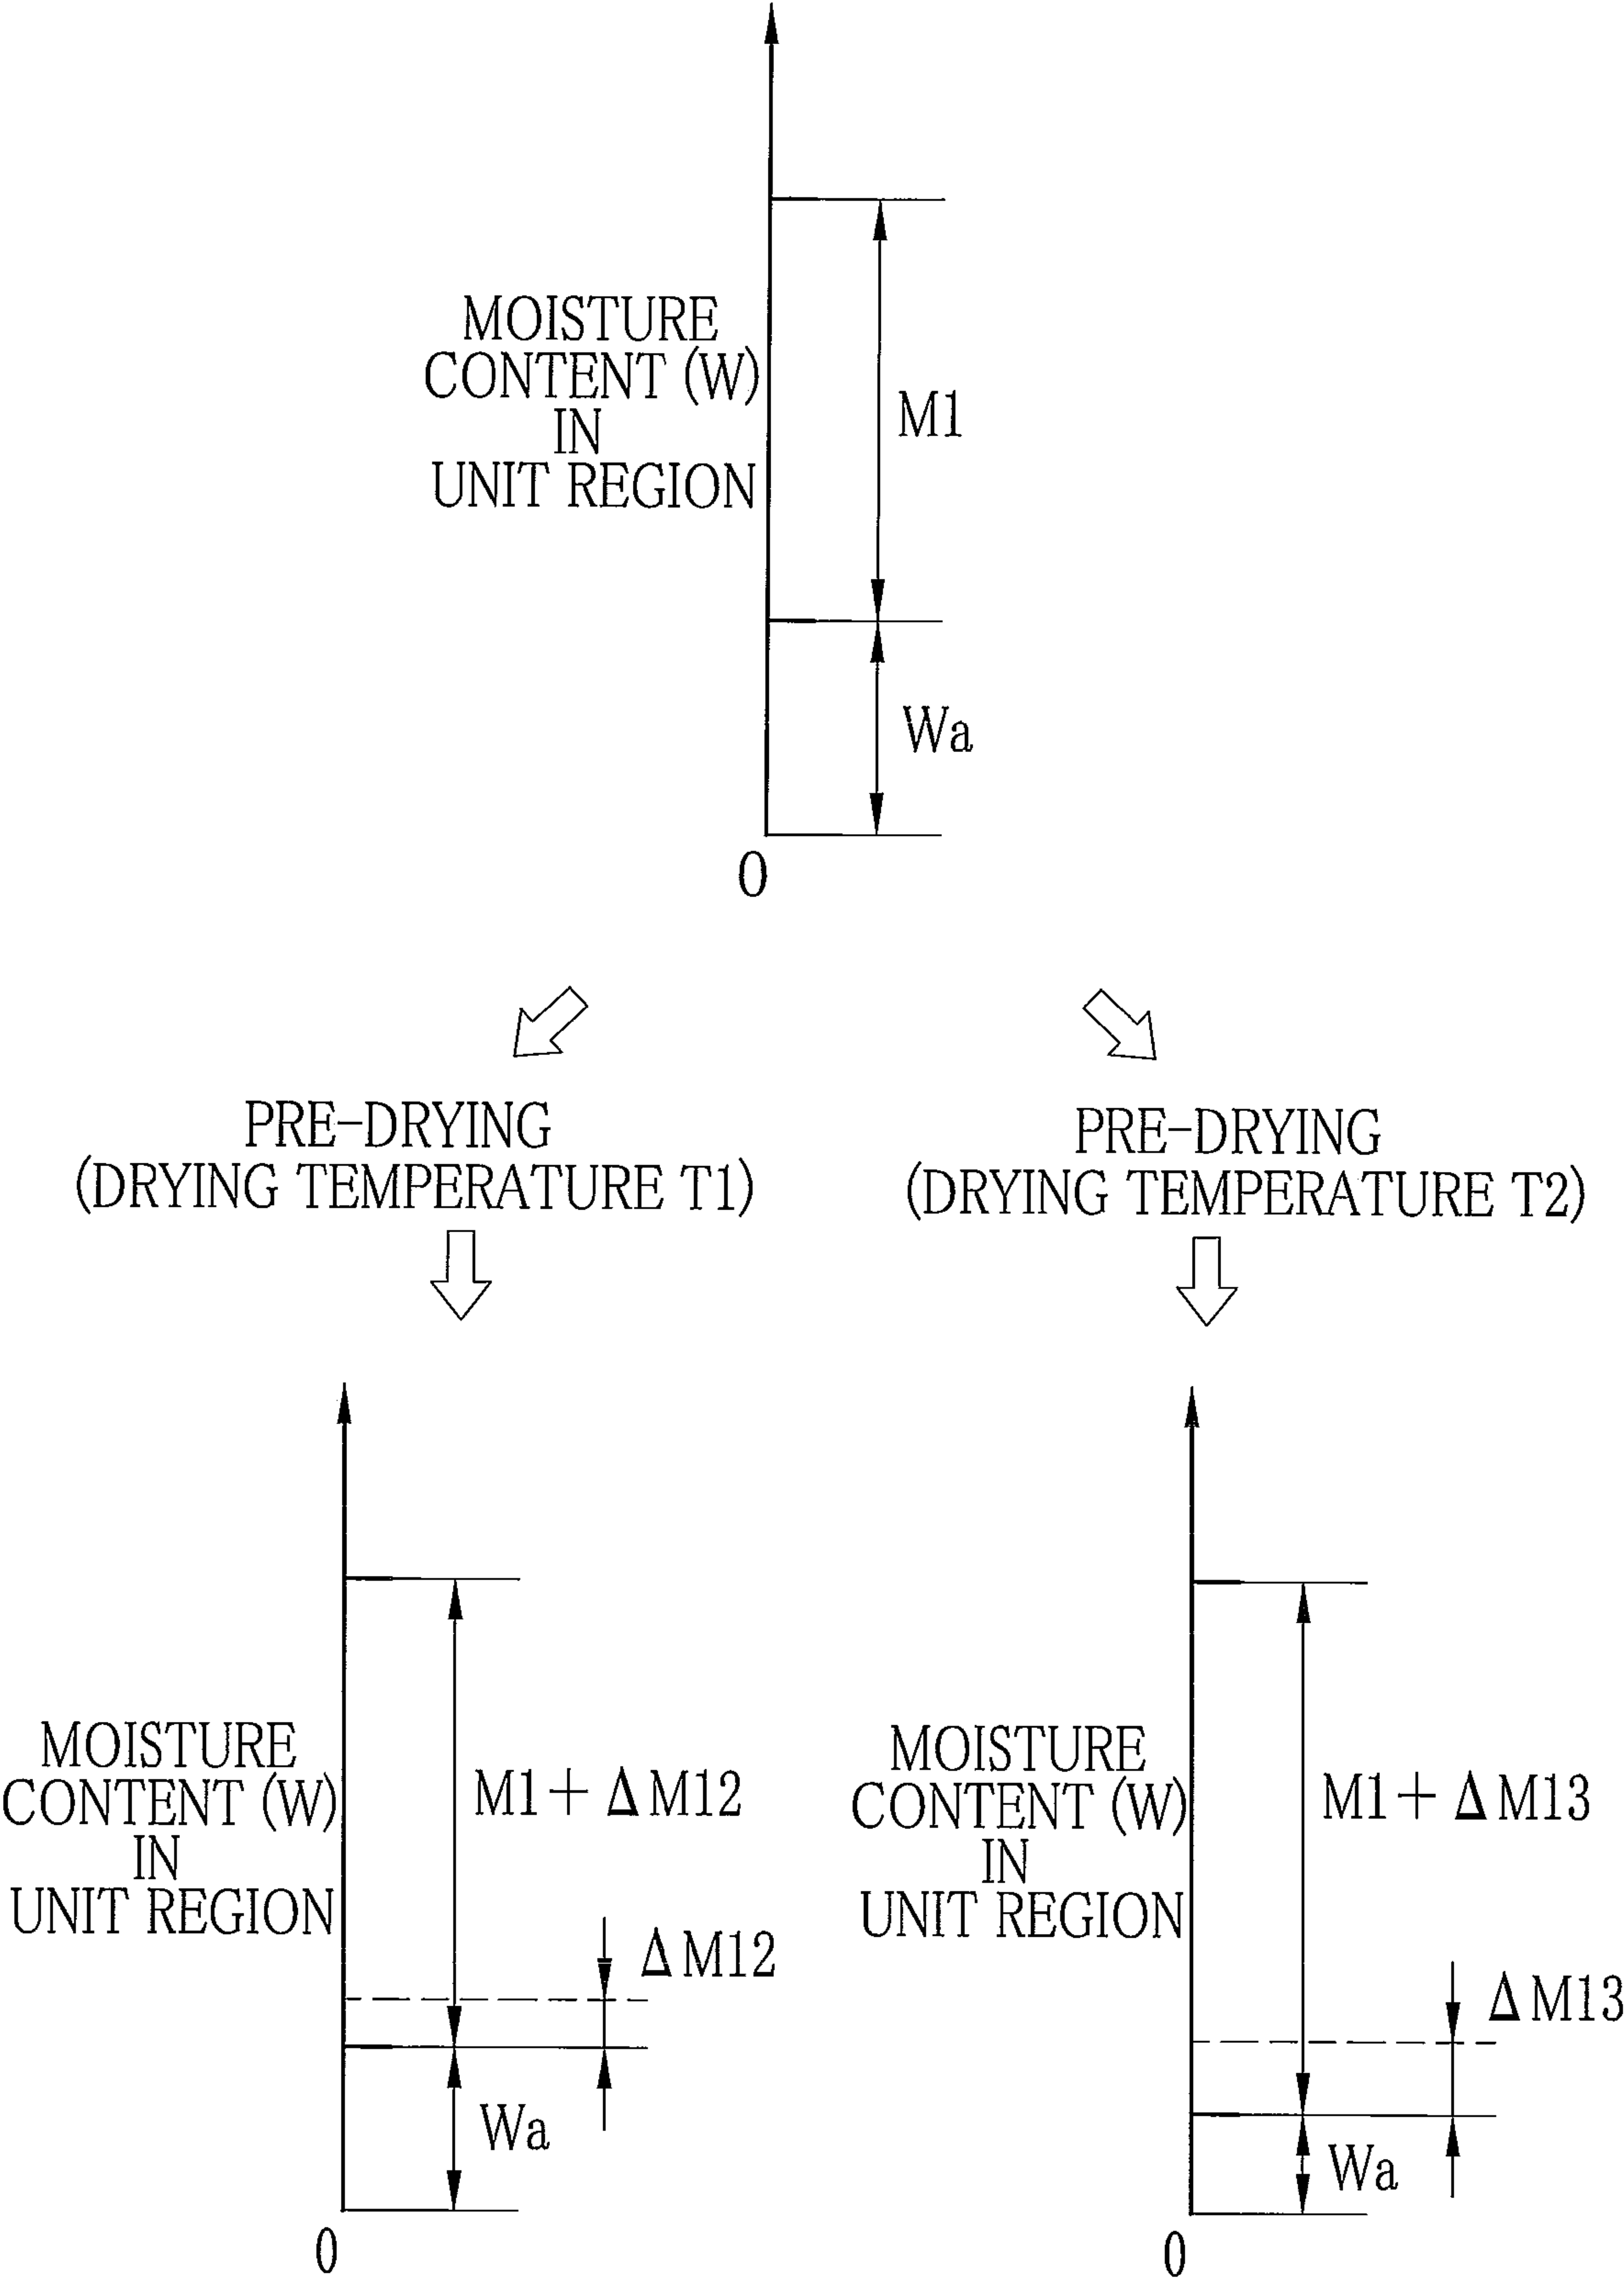 MOISTURE
CONTENT (W)
IN
UNIT REGION
M1
Wa
0
PRE-DRYING
(DRYING TEMPERATURE T1)
PRE-DRYING
(DRYING TEMPERATURE T2)
MOISTURE
CONTENT (W)
IN
UNIT REGION
M1+ΔM12
ΔM12
Wa
0
MOISTURE
CONTENT (W)
IN
UNIT REGION
M1+ΔM13
ΔM13
Wa
0